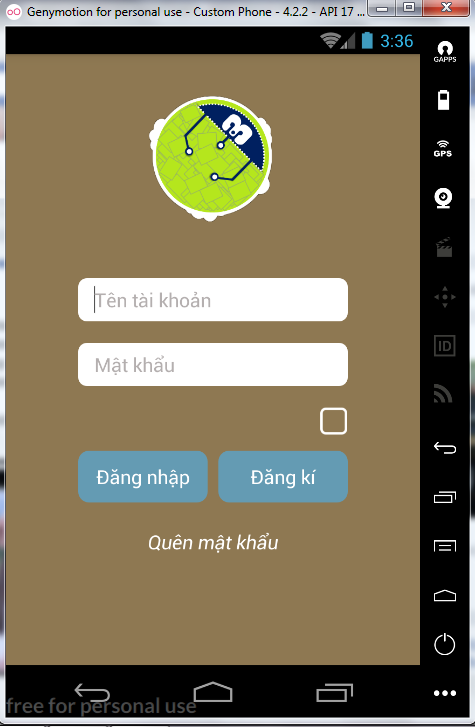 Genymotion for personal use - Custom Phone - 4.2.2 - API 17 ...
3:36
GAPPS
GPS
ID
Tên tài khoản
Mật khẩu
Đăng nhập
Đăng kí
Quên mật khẩu
free for personal use